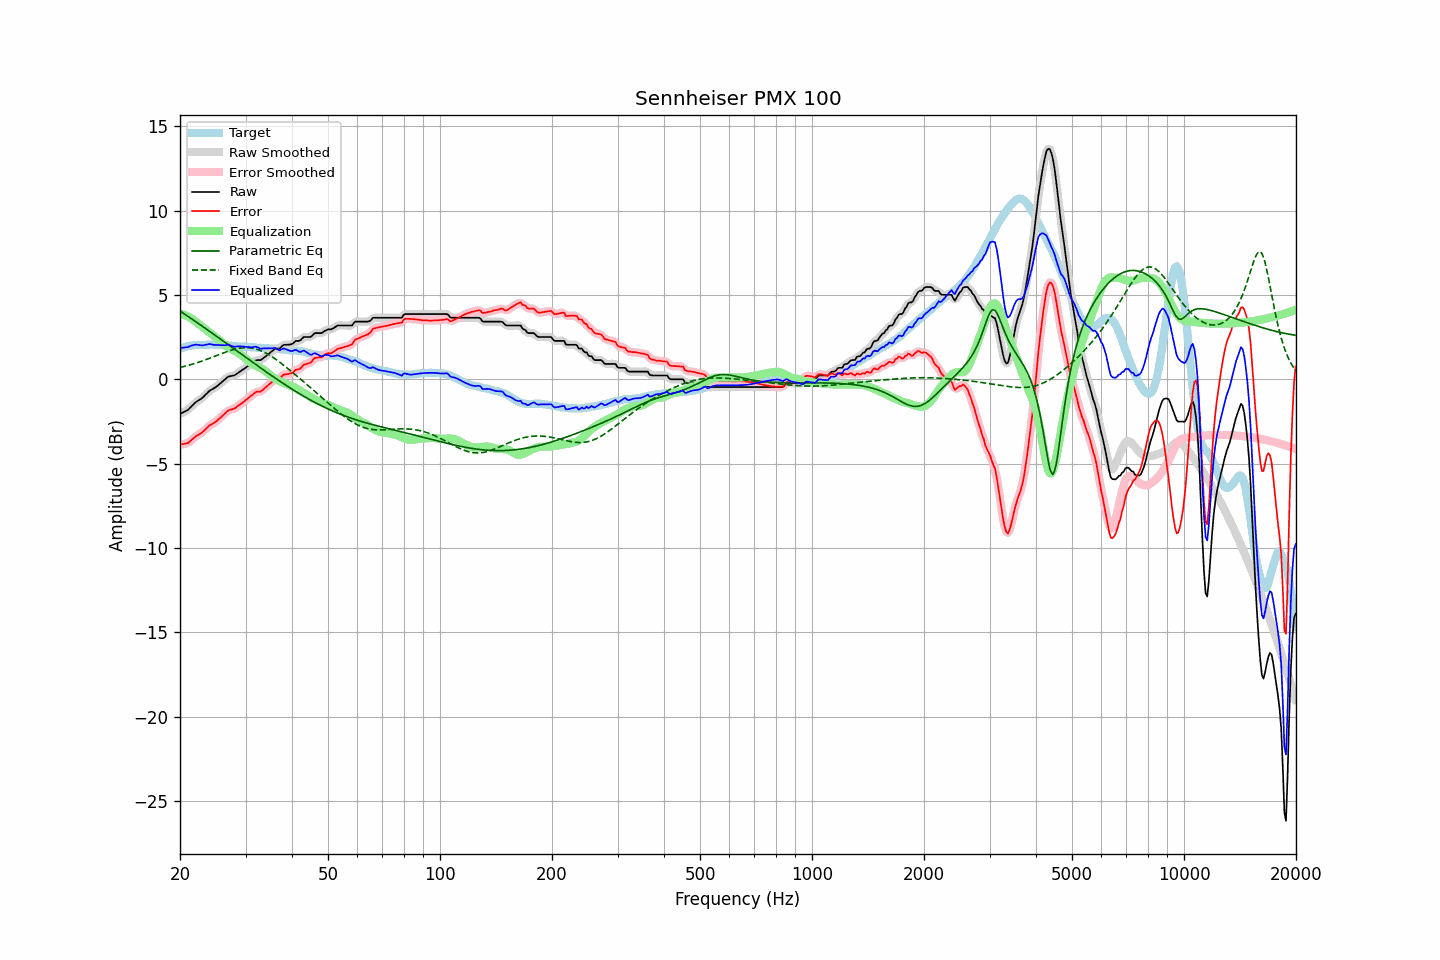 Sennheiser PMX 100
Target
Raw Smoothed
Error Smoothed
Raw
Error
Equalization
Parametric Eq
Fixed Band Eq
Equalized
Amplitude (dBr)
15
10
5
0
−5
−10
−15
−20
−25
20 50 100 200 500 1000 2000 5000 10000 20000
Frequency (Hz)